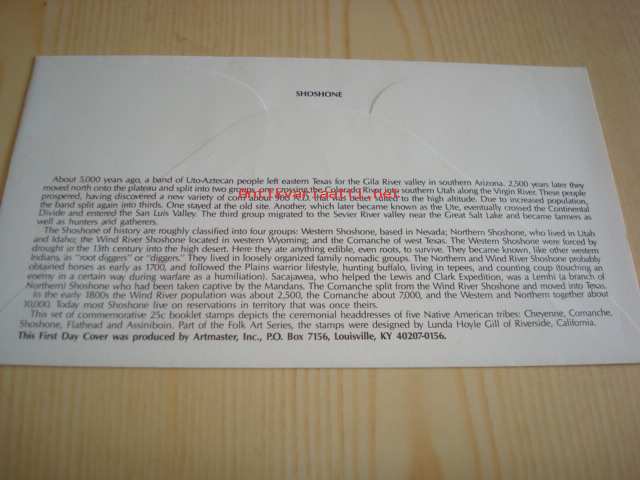 SHOSHONE
About 5,000 years ago, a band of Uto-Aztecan people left eastern Texas for the Gila River valley in southern Arizona. 2,500 years later they
moved north onto the plateau and split into two groups, one crossing the Colorado River into southern Utah along the Virgin River. These people
prospered, having discovered a new variety of corn about 900 A.D. that was better suited to the high altitude. Due to increased population,
the band split again into thirds. One stayed at the old site. Another, which later became known as the Ute, eventually crossed the Continental
Divide and entered the San Luis Valley. The third group migrated to the Sevier River valley near the Great Salt Lake and became farmers as
well as hunters and gatherers.
The Shoshone of history are roughly classified into four groups: Western Shoshone, based in Nevada; Northern Shoshone, who lived in Utah
and Idaho; the Wind River Shoshone located in western Wyoming; and the Comanche of west Texas. The Western Shoshone were forced by
drought in the 13th century into the high desert. Here they ate anything edible, even roots, to survive. They became known, like other western
Indians, as "root diggers" or "diggers." They lived in loosely organized family nomadic groups. The Northern and Wind River Shoshone probably
obtained horses as early as 1700, and followed the Plains warrior lifestyle, hunting buffalo, living in tepees, and counting coup (touching an
enemy in a certain way during warfare as a humiliation). Sacajawea, who helped the Lewis and Clark Expedition, was a Lemhi (a branch of
Northern) Shoshone who had been taken captive by the Mandans. The Comanche split from the Wind River Shoshone and moved into Texas.
In the early 1800s the Wind River population was about 2,500, the Comanche about 7,000, and the Western and Northern together about
10,000. Today most Shoshone live on reservations in territory that was once theirs.
This set of commemorative 25c booklet stamps depicts the ceremonial headdresses of five Native American tribes: Cheyenne, Comanche,
Shoshone, Flathead and Assiniboin. Part of the Folk Art Series, the stamps were designed by Lunda Hoyle Gill of Riverside, California.
This First Day Cover was produced by Artmaster, Inc., P.O. Box 7156, Louisville, KY 40207-0156.